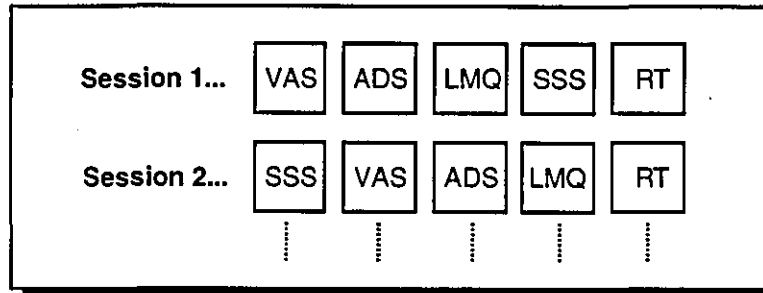 Session 1... VAS ADS LMQ SSS RT
Session 2... SSS VAS ADS LMQ RT